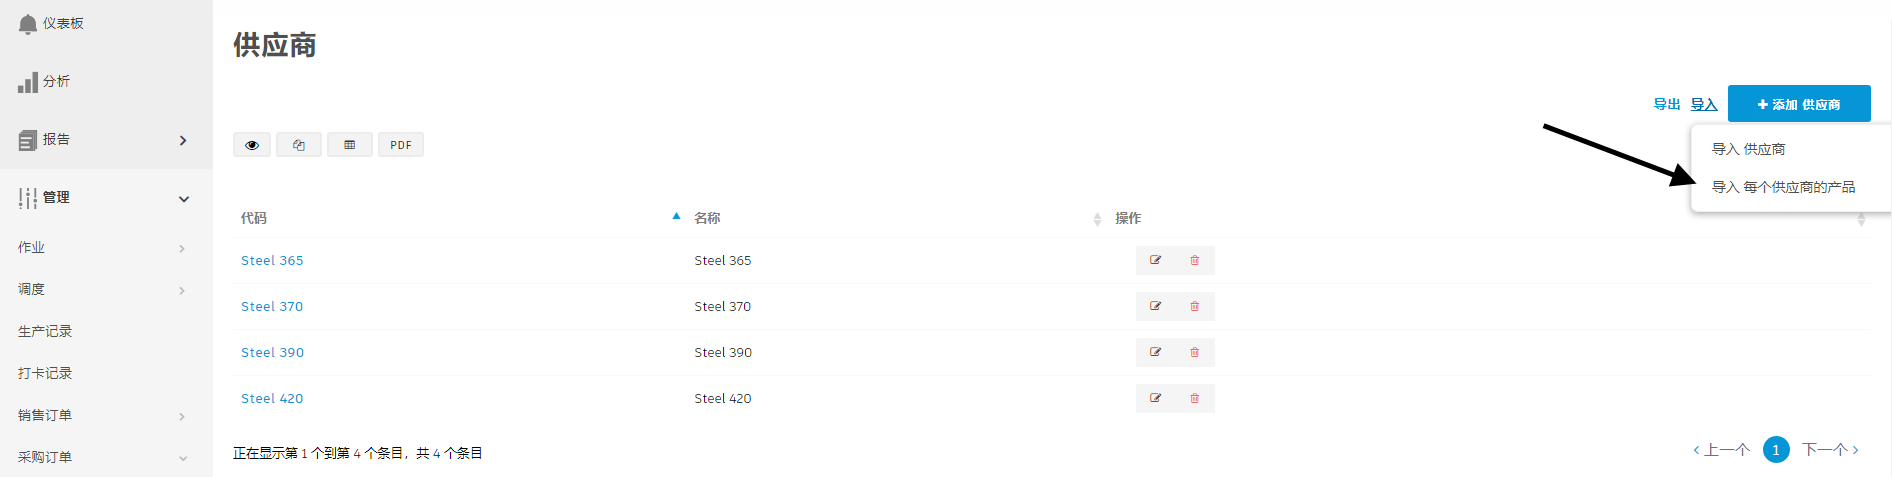 仪表板
分析
报告
管理
作业
调度
生产记录
打卡记录
销售订单
采购订单
供应商
导出 导入 添加 供应商
导入 供应商
导入 每个供应商的产品
PDF
代码 名称 操作
Steel 365 Steel 365
Steel 370 Steel 370
Steel 390 Steel 390
Steel 420 Steel 420
正在显示第 1 个到第 4 个条目，共 4 个条目
上一个 1 下一个